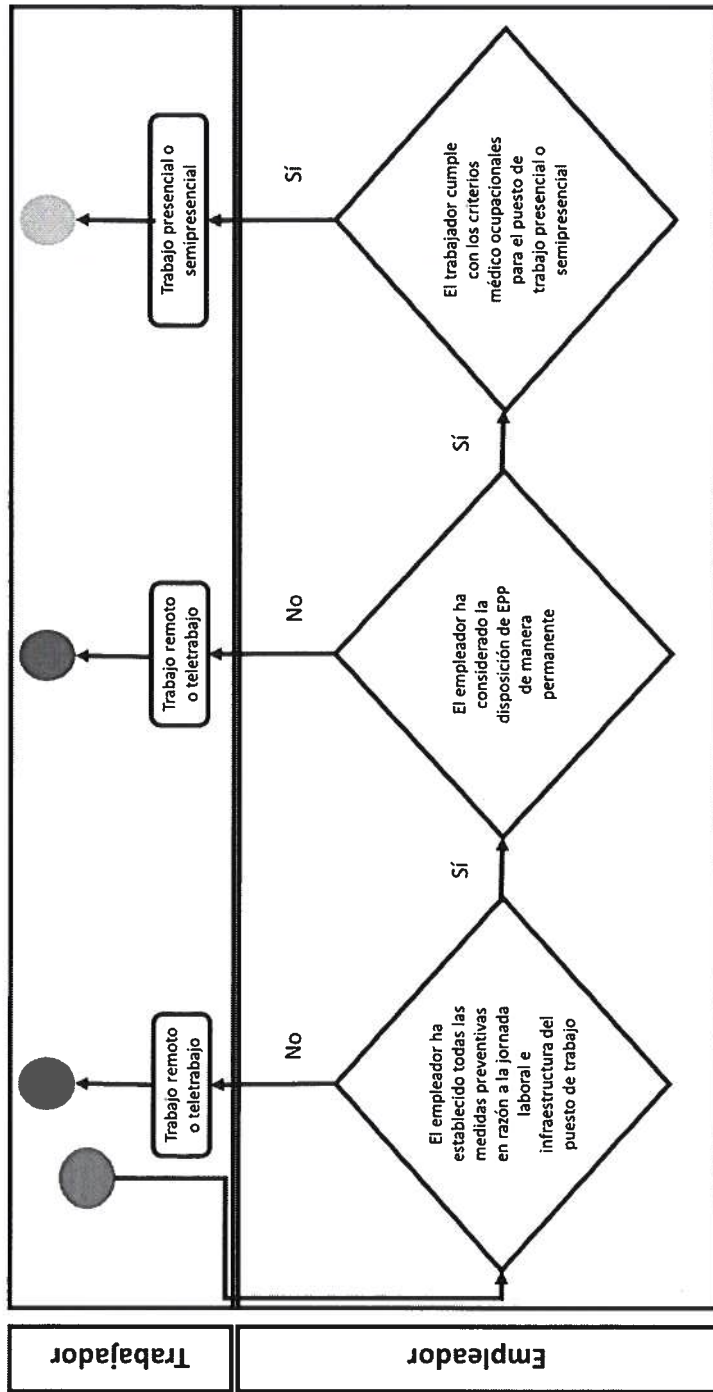 Trabajador
Trabajo remoto
o teletrabajo
Trabajo remoto
o teletrabajo
Trabajo presencial o
semipresencial
Empleador
El empleador ha
establecido todas las
medidas preventivas
en razón a la jornada
laboral e
infraestructura del
puesto de trabajo
No
Sí
El empleador ha
considerado la
disposición de EPP
de manera
permanente
No
Sí
El trabajador cumple
con los criterios
médico ocupacionales
para el puesto de
trabajo presencial o
semipresencial
Sí